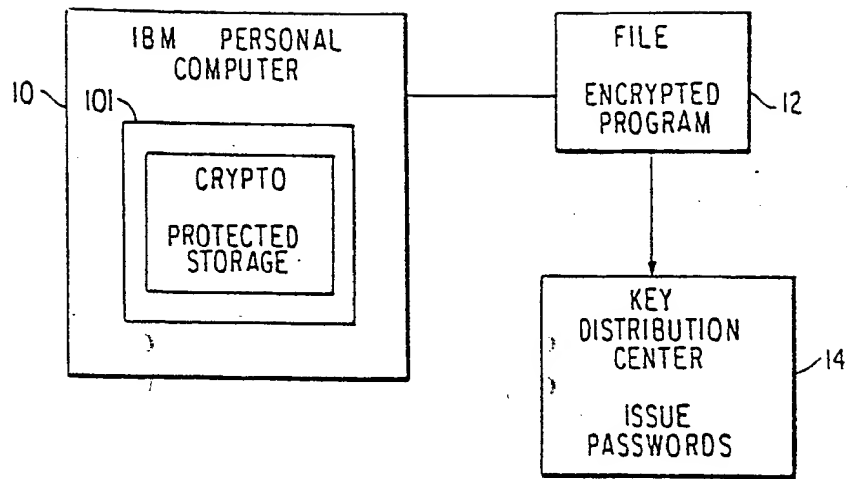 IBM PERSONAL
COMPUTER
10
101
CRYPTO
PROTECTED
STORAGE
FILE
ENCRYPTED
PROGRAM
12
KEY
DISTRIBUTION
CENTER
ISSUE
PASSWORDS
14